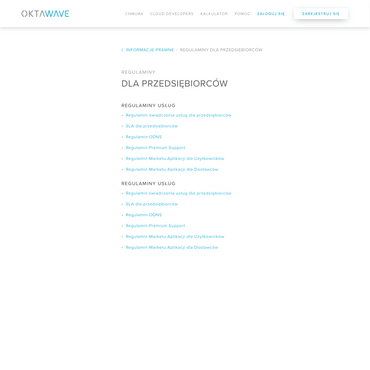 OKTAWAVE
CHMURA CLOUD DEVELOPERS KALKULATOR POMOC ZALOGUJ SIĘ ZAREJESTRUJ SIĘ
INFORMACJE PRAWNE REGULAMINY DLA PRZEDSIĘBIORCÓW
REGULAMINY
DLA PRZEDSIĘBIORCÓW
REGULAMINY USŁUG
Regulamin świadczenia usług dla przedsiębiorców
SLA dla przedsiębiorców
Regulamin ODNS
Regulamin Premium Support
Regulamin Marketu Aplikacji dla Użytkowników
Regulamin Marketu Aplikacji dla Dostawców
REGULAMINY USŁUG
Regulamin świadczenia usług dla przedsiębiorców
SLA dla przedsiębiorców
Regulamin ODNS
Regulamin Premium Support
Regulamin Marketu Aplikacji dla Użytkowników
Regulamin Marketu Aplikacji dla Dostawców